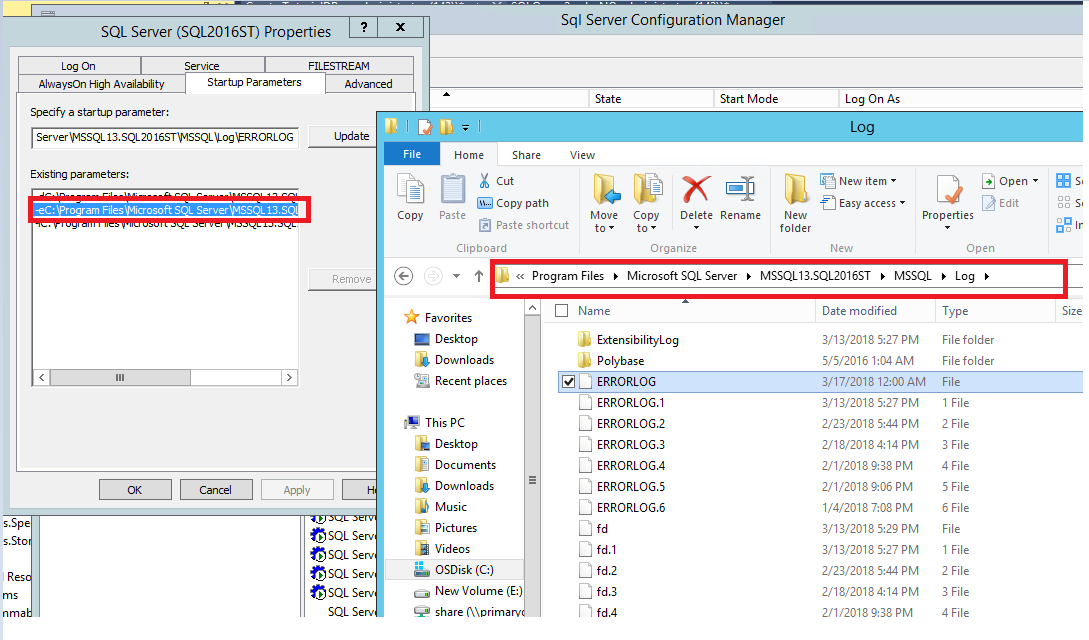 Sql Server Configuration Manager
SQL Server (SQL2016ST) Properties
?
X
Log On
Service
FILESTREAM
AlwaysOn High Availability
Startup Parameters
Advanced
Specify a startup parameter:
Server\MSSQL13.SQL2016ST\MSSQL\Log\ERRORLOG
Update
Existing parameters:
-dC:\Program Files\Microsoft SQL Server\MSSQL13.SQL
-eC:\Program Files\Microsoft SQL Server\MSSQL13.SQL
-lC:\Program Files\Microsoft SQL Server\MSSQL13.SQL
Remove
OK
Cancel
Apply
He
State
Start Mode
Log On As
Log
File
Home
Share
View
Copy
Paste
Cut
Copy path
Paste shortcut
Clipboard
Move to
Copy to
Delete
Rename
Organize
New folder
New item
Easy access
New
Properties
Open
Edit
Open
« Program Files Microsoft SQL Server MSSQL13.SQL2016ST MSSQL Log
Favorites
Desktop
Downloads
Recent places
This PC
Desktop
Documents
Downloads
Music
Pictures
Videos
OSDisk (C:)
New Volume (E:)
share (\\primaryd
Name Date modified Type Size
ExtensibilityLog 3/13/2018 5:27 PM File folder
Polybase 5/5/2016 1:04 AM File folder
ERRORLOG 3/17/2018 12:00 AM File
ERRORLOG.1 3/13/2018 5:27 PM 1 File
ERRORLOG.2 2/23/2018 5:44 PM 2 File
ERRORLOG.3 2/18/2018 4:14 PM 3 File
ERRORLOG.4 2/1/2018 9:38 PM 4 File
ERRORLOG.5 2/1/2018 9:06 PM 5 File
ERRORLOG.6 1/4/2018 7:08 PM 6 File
fd 3/13/2018 5:29 PM File
fd.1 3/13/2018 5:27 PM 1 File
fd.2 2/23/2018 5:44 PM 2 File
fd.3 2/18/2018 4:14 PM 3 File
fd.4 2/1/2018 9:38 PM 4 File
s.Spe
s.Stor
Reso
ms
mmab
SQL Serve
SQL Serve
SQL Serve
SQL Serve
SQL Serve
SQL Serve